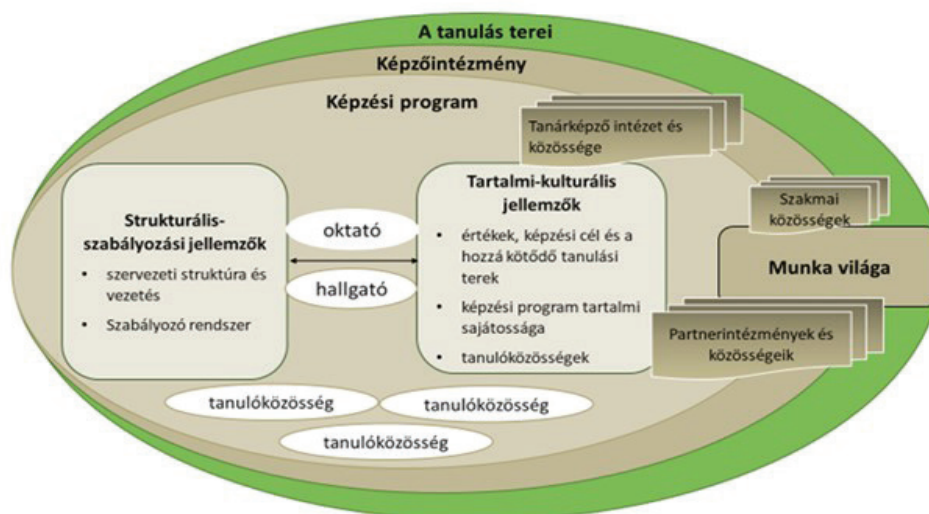 A tanulás terei
Képzőintézmény
Képzési program
Tanárképző intézet és
közössége
Strukturális-
szabályozási jellemzők
• szervezeti struktúra és
vezetés
• Szabályozó rendszer
oktató
hallgató
Tartalmi-kulturális
jellemzők
• értékek, képzési cél és a
hozzá kötődő tanulási
terek
• képzési program tartalmi
sajátossága
• tanulóközösségek
Szakmai
közösségek
Munka világa
Partnerintézmények és
közösségeik
tanulóközösség
tanulóközösség
tanulóközösség